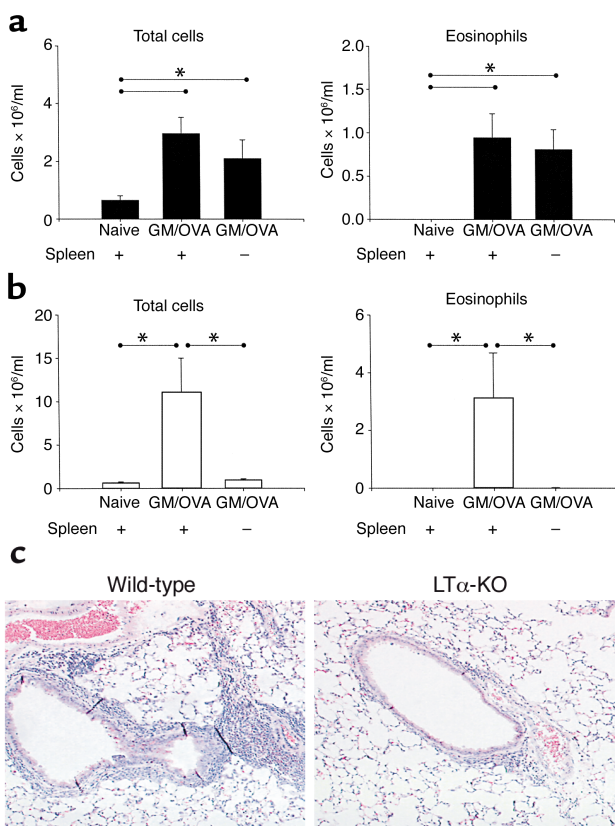 a
Total cells
Eosinophils
Cells × 10⁶/ml
6
4
2
0
*
Naive GM/OVA GM/OVA
Spleen + + −
Cells × 10⁶/ml
2.0
1.5
1.0
0.5
0.0
*
Naive GM/OVA GM/OVA
+ + −
b
Total cells
Eosinophils
Cells × 10⁶/ml
20
15
10
5
0
* *
Naive GM/OVA GM/OVA
Spleen + + −
Cells × 10⁶/ml
6
4
2
0
* *
Naive GM/OVA GM/OVA
+ + −
c
Wild-type
LTα-KO